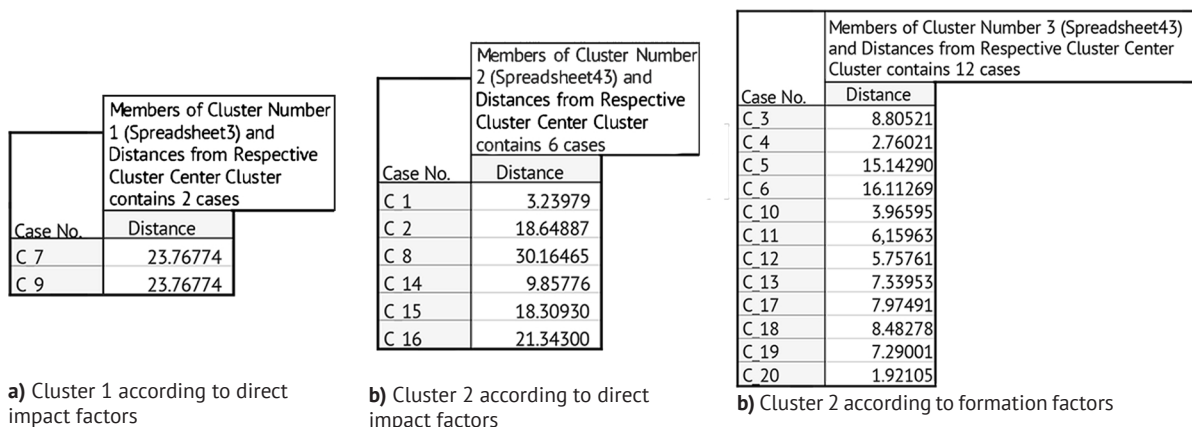 Members of Cluster Number
1 (Spreadsheet3) and
Distances from Respective
Cluster Center Cluster
contains 2 cases
Case No. Distance
C 7 23.76774
C 9 23.76774
a) Cluster 1 according to direct
impact factors
Members of Cluster Number
2 (Spreadsheet43) and
Distances from Respective
Cluster Center Cluster
contains 6 cases
Case No. Distance
C 1 3.23979
C 2 18.64887
C 8 30.16465
C 14 9.85776
C 15 18.30930
C 16 21.34300
b) Cluster 2 according to direct
impact factors
Members of Cluster Number 3 (Spreadsheet43)
and Distances from Respective Cluster Center
Cluster contains 12 cases
Case No. Distance
C_3 8.80521
C_4 2.76021
C_5 15.14290
C_6 16.11269
C_10 3.96595
C_11 6,15963
C_12 5.75761
C_13 7.33953
C_17 7.97491
C_18 8.48278
C_19 7.29001
C_20 1.92105
b) Cluster 2 according to formation factors